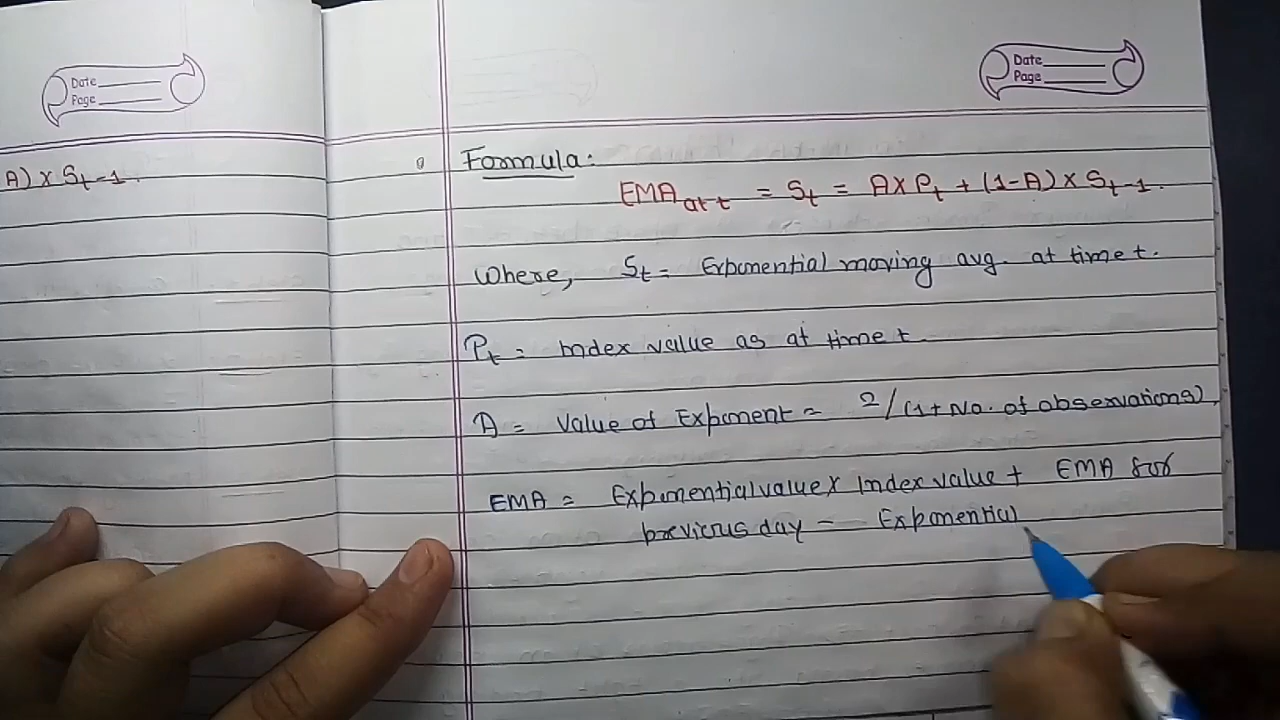 Date
Page
A) x St-1.
Date
Page
Formula:
EMA at t = St = A x Pt + (1-A) x St-1.
Where, St = Exponential moving avg. at time t.
Pt = Index value as at time t
A = Value of Exponent = 2/(1+No. of observations).
EMA = Exponential value x Index value + EMA for
previous day - Exponential